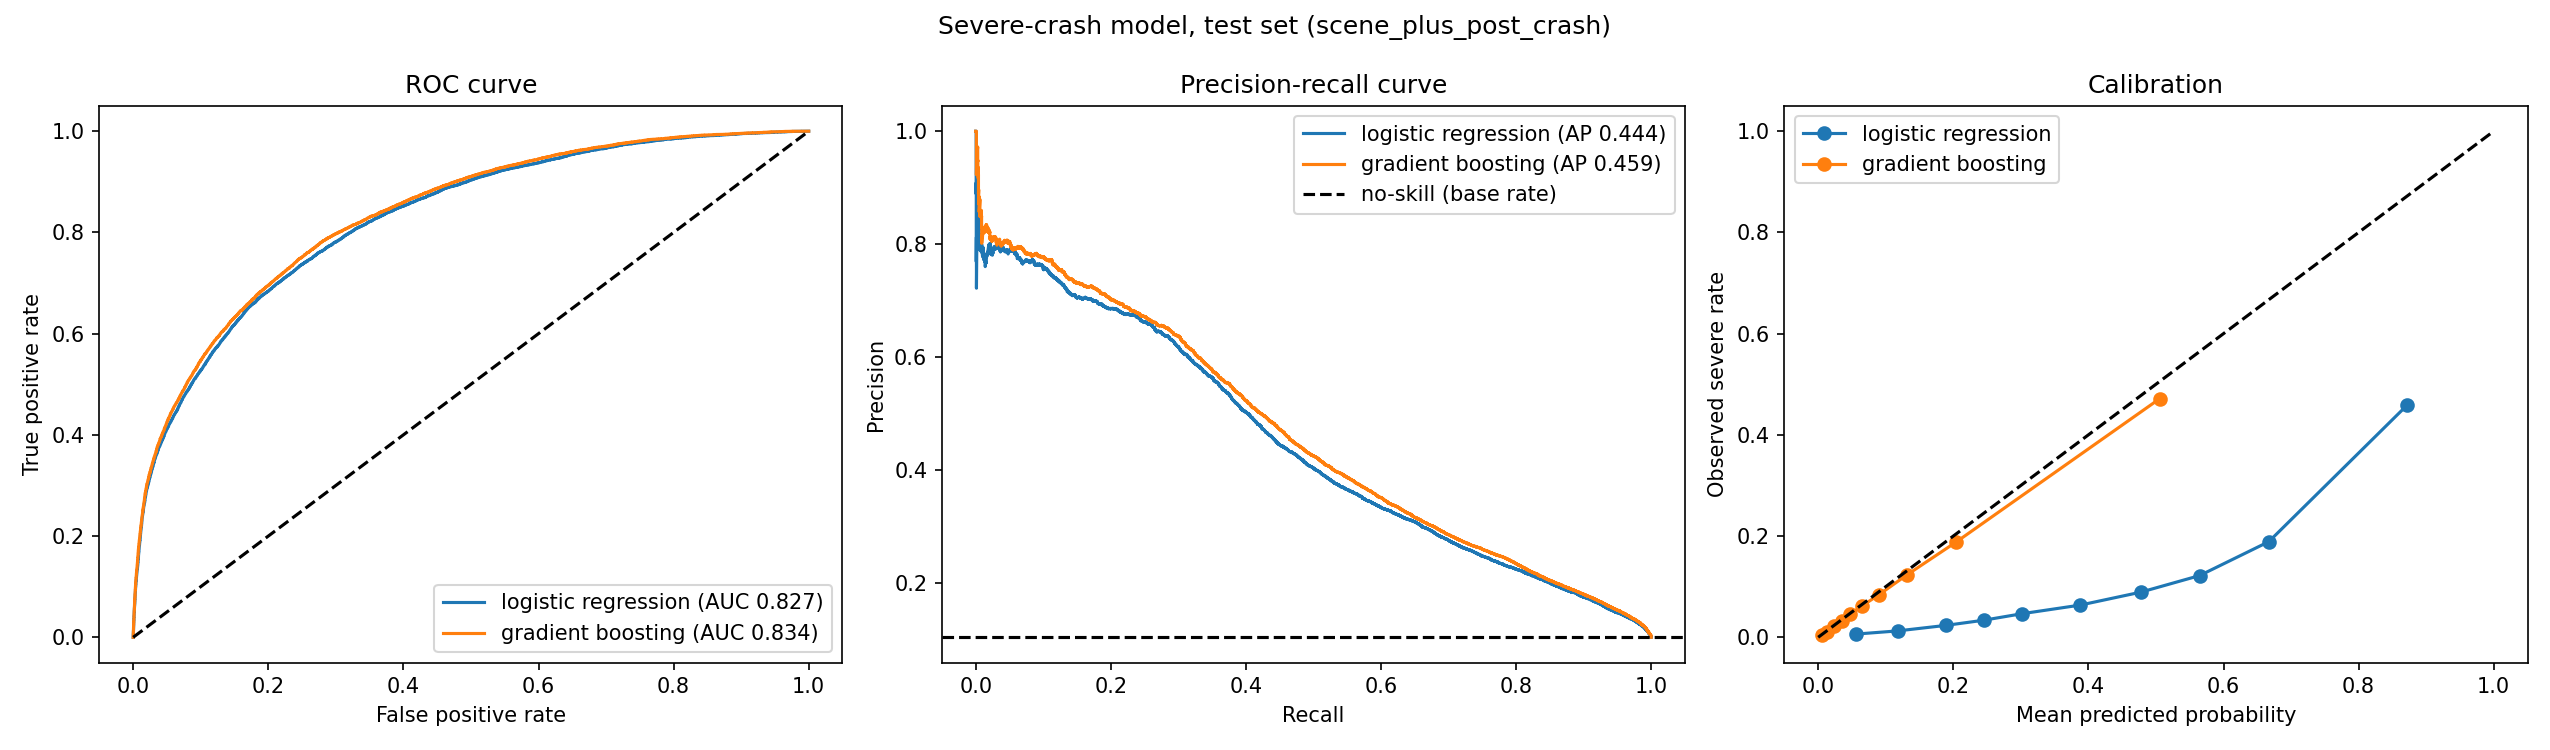 Severe-crash model, test set (scene_plus_post_crash)
ROC curve
True positive rate
1.0
0.8
0.6
0.4
0.2
0.0
logistic regression (AUC 0.827)
gradient boosting (AUC 0.834)
0.0 0.2 0.4 0.6 0.8 1.0
False positive rate
Precision-recall curve
Precision
1.0
0.8
0.6
0.4
0.2
logistic regression (AP 0.444)
gradient boosting (AP 0.459)
no-skill (base rate)
0.0 0.2 0.4 0.6 0.8 1.0
Recall
Calibration
Observed severe rate
1.0
0.8
0.6
0.4
0.2
0.0
logistic regression
gradient boosting
0.0 0.2 0.4 0.6 0.8 1.0
Mean predicted probability